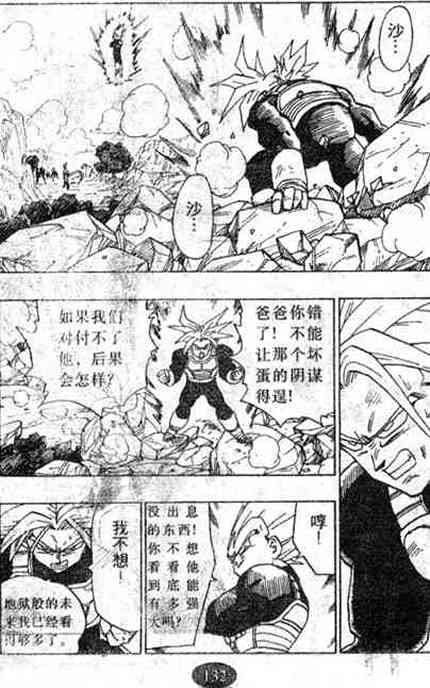 沙…
沙…
爸爸你错
了！不能
让那个坏
蛋的阴谋
得逞！
如果我们
对付不了
他，后果
会怎样？
哼！
没出息
的东西！
你不想
看看他
到底能
有多强
大吗？
我不想！
地狱般的未
来我已经看
得够多了。
132